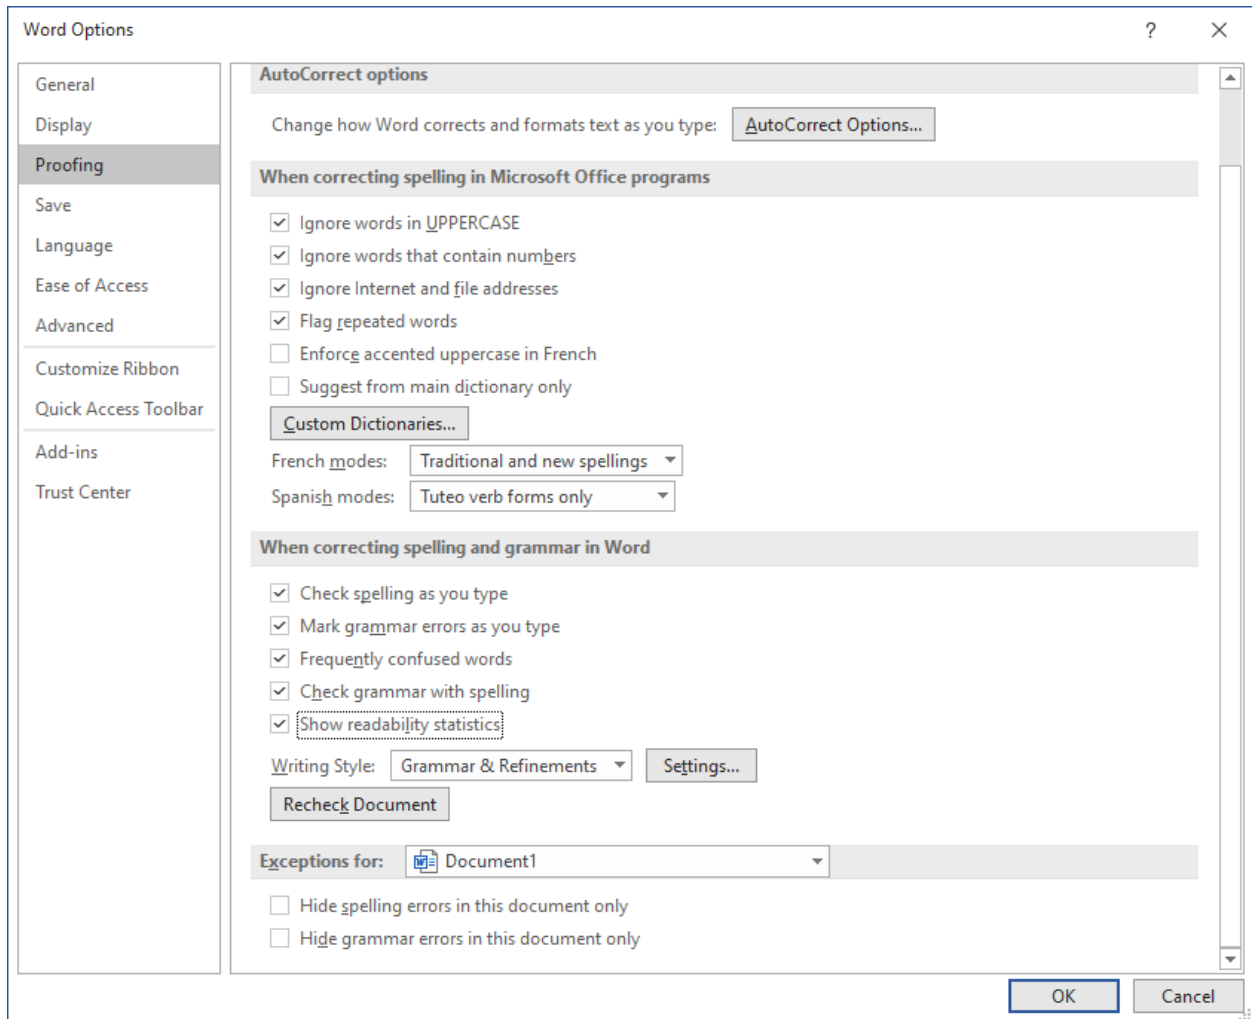 Word Options
?
General
Display
Proofing
Save
Language
Ease of Access
Advanced
Customize Ribbon
Quick Access Toolbar
Add-ins
Trust Center
AutoCorrect options
Change how Word corrects and formats text as you type: AutoCorrect Options...
When correcting spelling in Microsoft Office programs
Ignore words in UPPERCASE
Ignore words that contain numbers
Ignore Internet and file addresses
Flag repeated words
Enforce accented uppercase in French
Suggest from main dictionary only
Custom Dictionaries...
French modes: Traditional and new spellings
Spanish modes: Tuteo verb forms only
When correcting spelling and grammar in Word
Check spelling as you type
Mark grammar errors as you type
Frequently confused words
Check grammar with spelling
Show readability statistics
Writing Style: Grammar & Refinements Settings...
Recheck Document
Exceptions for: Document1
Hide spelling errors in this document only
Hide grammar errors in this document only
OK Cancel